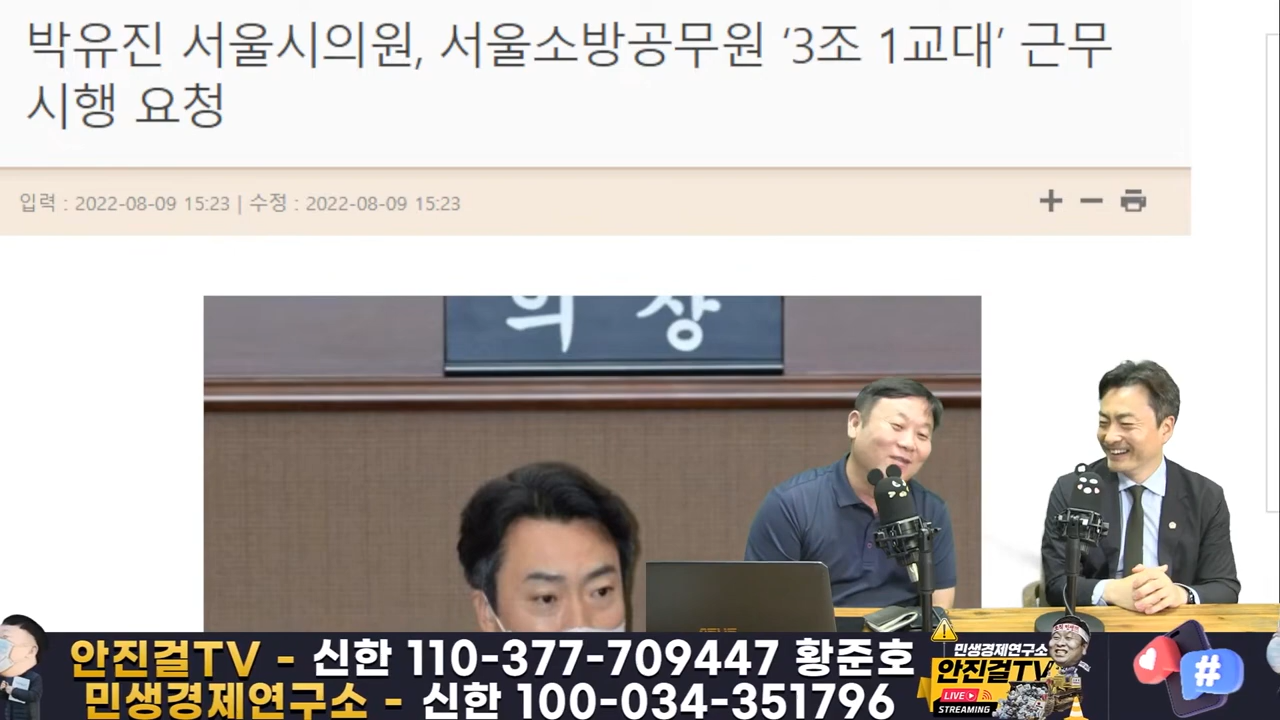 박유진 서울시의원, 서울소방공무원 ‘3조 1교대’ 근무
시행 요청
입력 : 2022-08-09 15:23 | 수정 : 2022-08-09 15:23
의 장
안진걸TV - 신한 110-377-709447 황준호
민생경제연구소 - 신한 100-034-351796
민생경제연구소
안진걸TV
LIVE
STREAMING
#